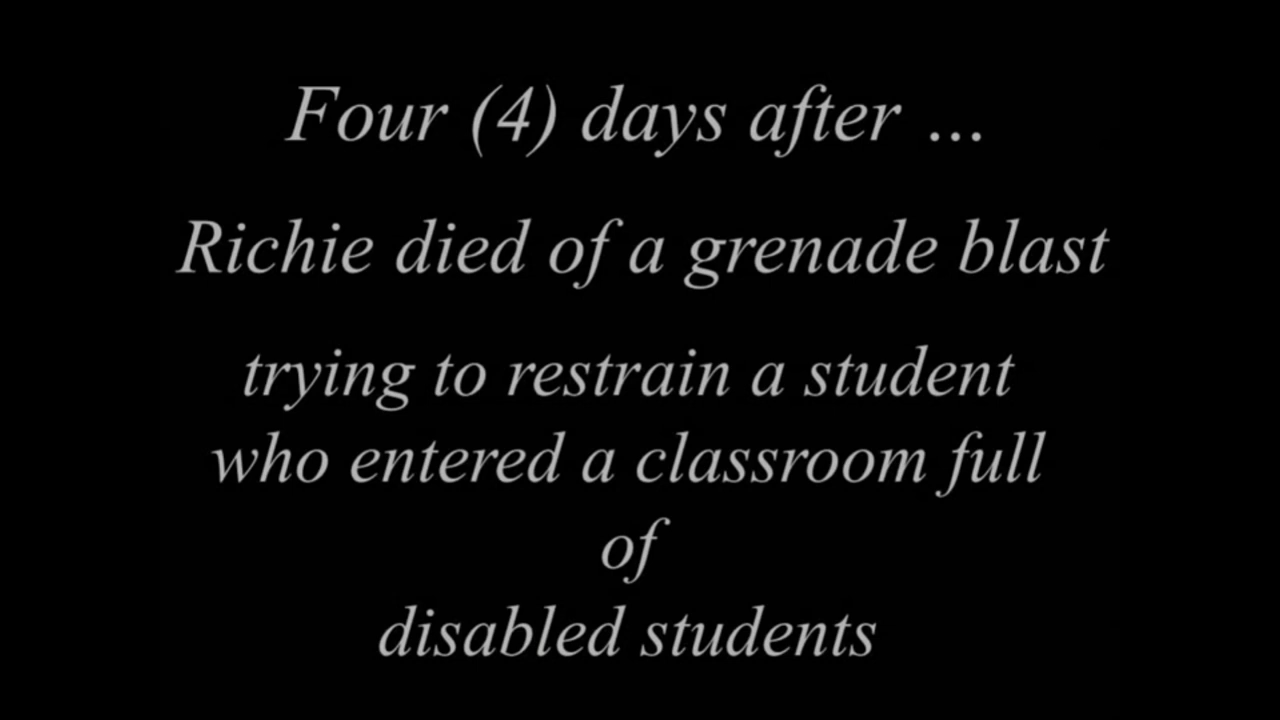 Four (4) days after ...
Richie died of a grenade blast
trying to restrain a student
who entered a classroom full
of
disabled students